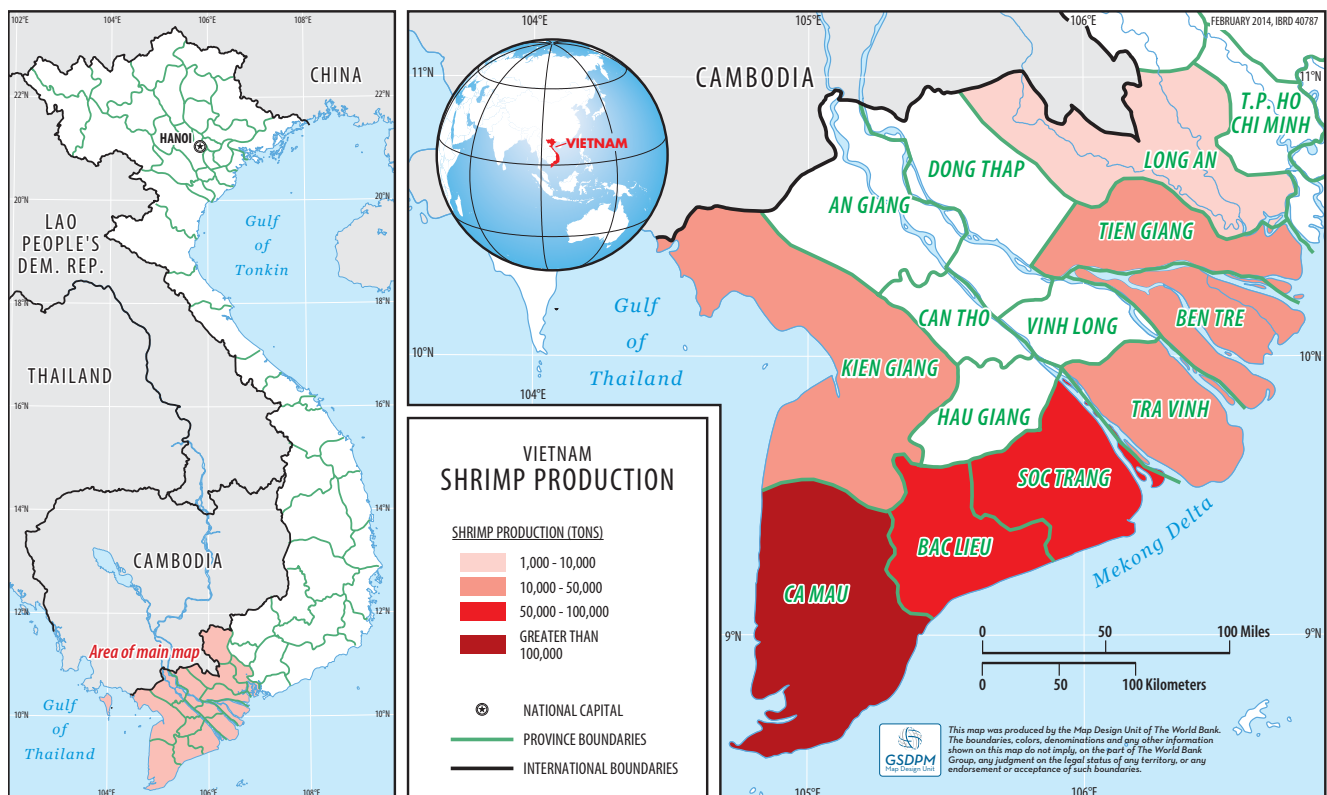 102°E
104°E
106°E
108°E
CHINA
22°N
22°N
HANOI
20°N
20°N
LAO
PEOPLE'S
DEM. REP.
Gulf
of
Tonkin
18°N
18°N
THAILAND
16°N
16°N
14°N
14°N
CAMBODIA
12°N
12°N
Area of main map
Gulf
of
Thailand
10°N
10°N
104°E
106°E
108°E
104°E
105°E
106°E
FEBRUARY 2014, IBRD 40787
11°N
11°N
CAMBODIA
VIETNAM
T.P. HO
CHI MINH
LONG AN
DONG THAP
AN GIANG
TIEN GIANG
Gulf
of
Thailand
CAN THO
VINH LONG
BEN TRE
10°N
10°N
KIEN GIANG
104°E
HAU GIANG
TRA VINH
SOC TRANG
BAC LIEU
CA MAU
Mekong Delta
9°N
9°N
0
50
100 Miles
0
50
100 Kilometers
105°E
106°E
VIETNAM
SHRIMP PRODUCTION
SHRIMP PRODUCTION (TONS)
1,000 - 10,000
10,000 - 50,000
50,000 - 100,000
GREATER THAN
100,000
NATIONAL CAPITAL
PROVINCE BOUNDARIES
INTERNATIONAL BOUNDARIES
GSDPM
Map Design Unit
This map was produced by the Map Design Unit of The World Bank.
The boundaries, colors, denominations and any other information
shown on this map do not imply, on the part of The World Bank
Group, any judgment on the legal status of any territory, or any
endorsement or acceptance of such boundaries.